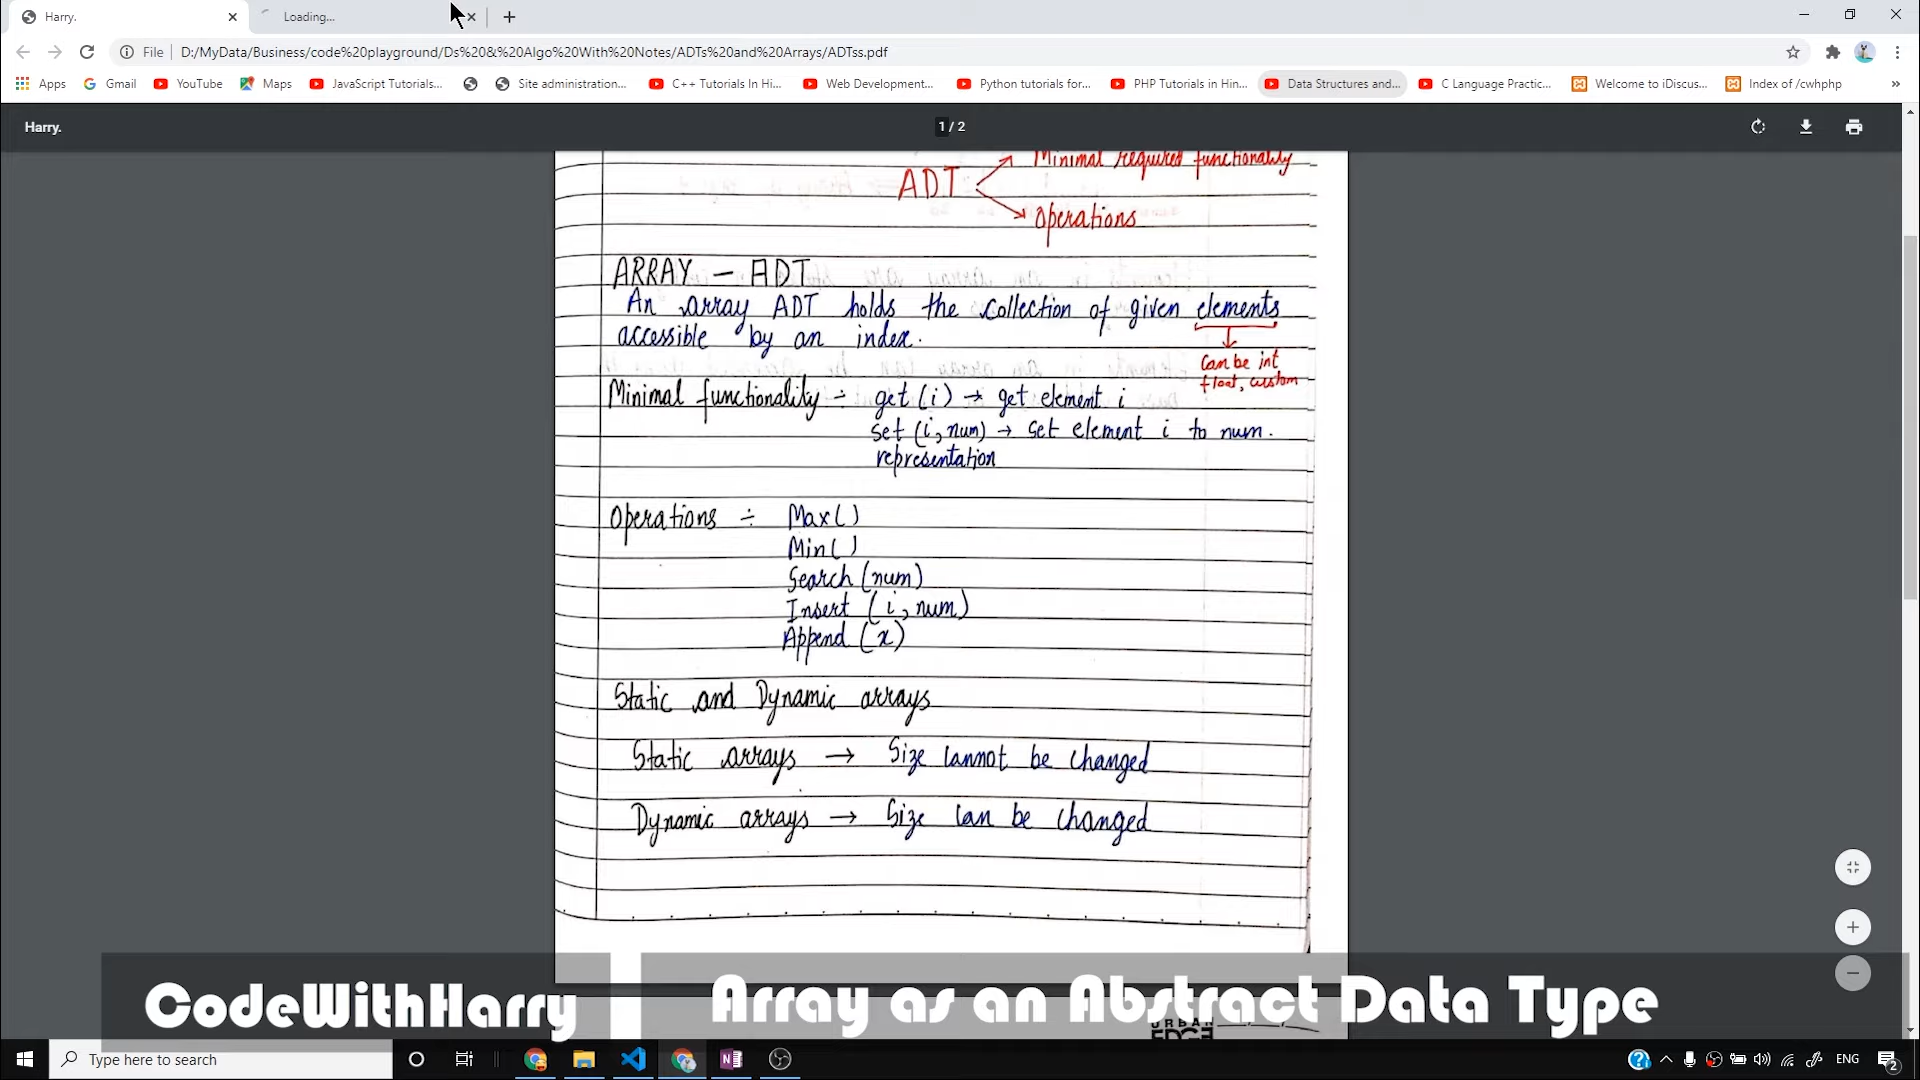 Harry.
Loading...
File
D:/MyData/Business/code%20playground/Ds%20&%20Algo%20With%20Notes/ADTs%20and%20Arrays/ADTss.pdf
Apps
Gmail
YouTube
Maps
JavaScript Tutorials...
Site administration...
C++ Tutorials In Hi...
Web Development...
Python tutorials for...
PHP Tutorials in Hin...
Data Structures and...
C Language Practic...
Welcome to iDiscus...
Index of /cwhphp
»
Harry.
1 / 2
Minimal required functionality
ADT
Operations
ARRAY - ADT
An array ADT holds the collection of given elements
accessible by an index.
Can be int
float, custom
Minimal functionality ÷ get (i) → get element i
Set (i, num) → Set element i to num.
representation
Operations ÷ Max()
Min()
Search (num)
Insert (i, num)
Append (x)
Static and Dynamic arrays
Static arrays → Size cannot be changed
Dynamic arrays → Size can be changed
CodeWithHarry
Array as an Abstract Data Type
URBAN
EDGE
Type here to search
ENG
2